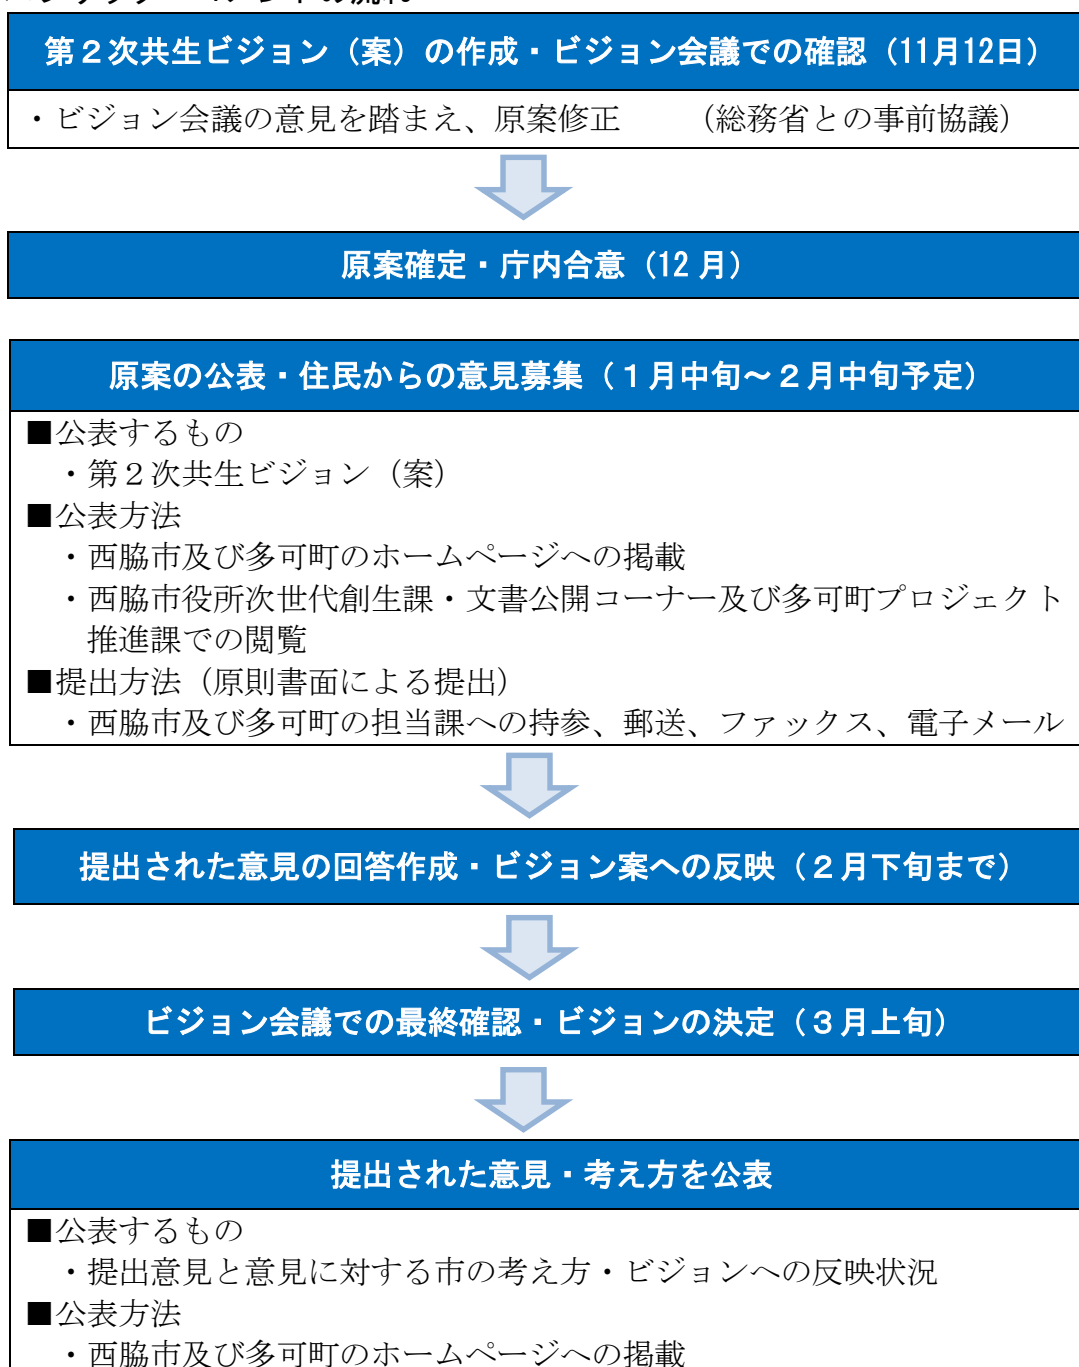 第２次共生ビジョン（案）の作成・ビジョン会議での確認（11月12日）
・ビジョン会議の意見を踏まえ、原案修正　　（総務省との事前協議）
原案確定・庁内合意（12 月）
原案の公表・住民からの意見募集（１月中旬～２月中旬予定）
■公表するもの
・第２次共生ビジョン（案）
■公表方法
・西脇市及び多可町のホームページへの掲載
・西脇市役所次世代創生課・文書公開コーナー及び多可町プロジェクト
推進課での閲覧
■提出方法（原則書面による提出）
・西脇市及び多可町の担当課への持参、郵送、ファックス、電子メール
提出された意見の回答作成・ビジョン案への反映（２月下旬まで）
ビジョン会議での最終確認・ビジョンの決定（３月上旬）
提出された意見・考え方を公表
■公表するもの
・提出意見と意見に対する市の考え方・ビジョンへの反映状況
■公表方法
・西脇市及び多可町のホームページへの掲載